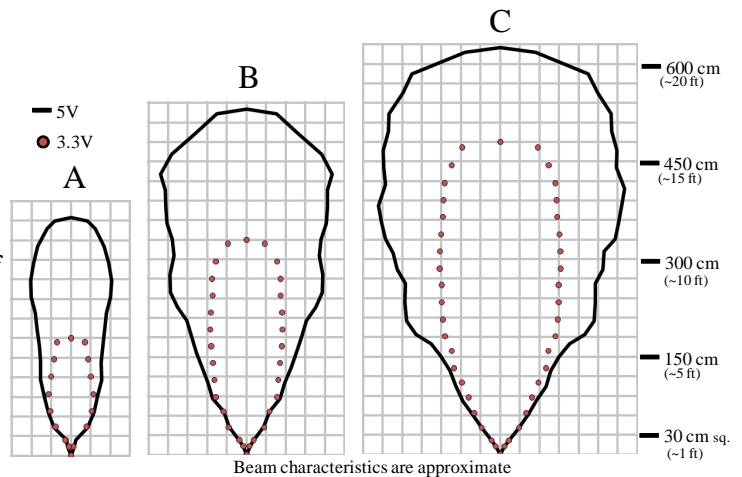 C
B
5V
3.3V
A
600 cm
(~20 ft)
450 cm
(~15 ft)
300 cm
(~10 ft)
150 cm
(~5 ft)
30 cm sq.
(~1 ft)
Beam characteristics are approximate